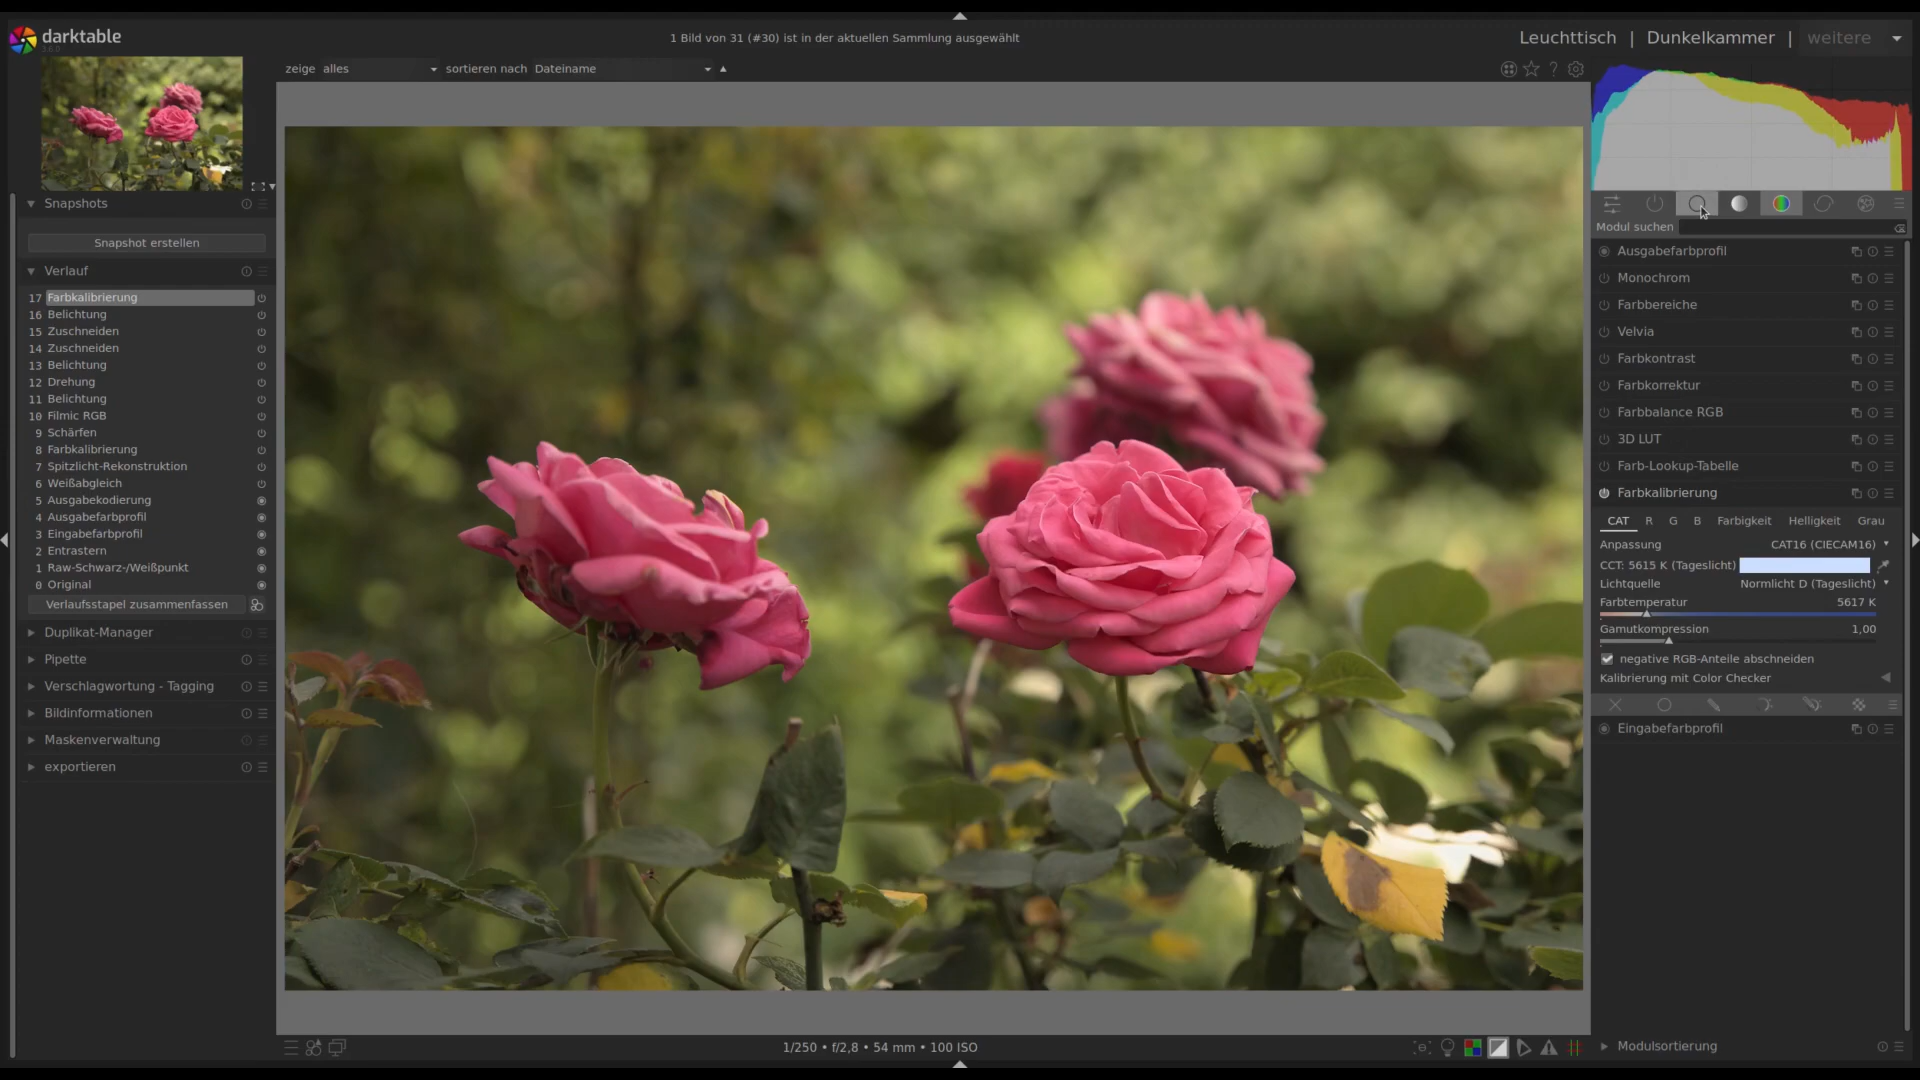 darktable
3.6.0
1 Bild von 31 (#30) ist in der aktuellen Sammlung ausgewählt
Leuchttisch | Dunkelkammer | weitere
zeige alles sortieren nach Dateiname
Snapshots
Snapshot erstellen
Verlauf
17 Farbkalibrierung
16 Belichtung
15 Zuschneiden
14 Zuschneiden
13 Belichtung
12 Drehung
11 Belichtung
10 Filmic RGB
9 Schärfen
8 Farbkalibrierung
7 Spitzlicht-Rekonstruktion
6 Weißabgleich
5 Ausgabekodierung
4 Ausgabefarbprofil
3 Eingabefarbprofil
2 Entrastern
1 Raw-Schwarz-/Weißpunkt
0 Original
Verlaufsstapel zusammenfassen
Duplikat-Manager
Pipette
Verschlagwortung - Tagging
Bildinformationen
Maskenverwaltung
exportieren
1/250 • f/2,8 • 54 mm • 100 ISO
Modul suchen
Ausgabefarbprofil
Monochrom
Farbbereiche
Velvia
Farbkontrast
Farbkorrektur
Farbbalance RGB
3D LUT
Farb-Lookup-Tabelle
Farbkalibrierung
CAT R G B Farbigkeit Helligkeit Grau
Anpassung CAT16 (CIECAM16)
CCT: 5615 K (Tageslicht)
Lichtquelle Normlicht D (Tageslicht)
Farbtemperatur 5617 K
Gamutkompression 1,00
negative RGB-Anteile abschneiden
Kalibrierung mit Color Checker
Eingabefarbprofil
Modulsortierung